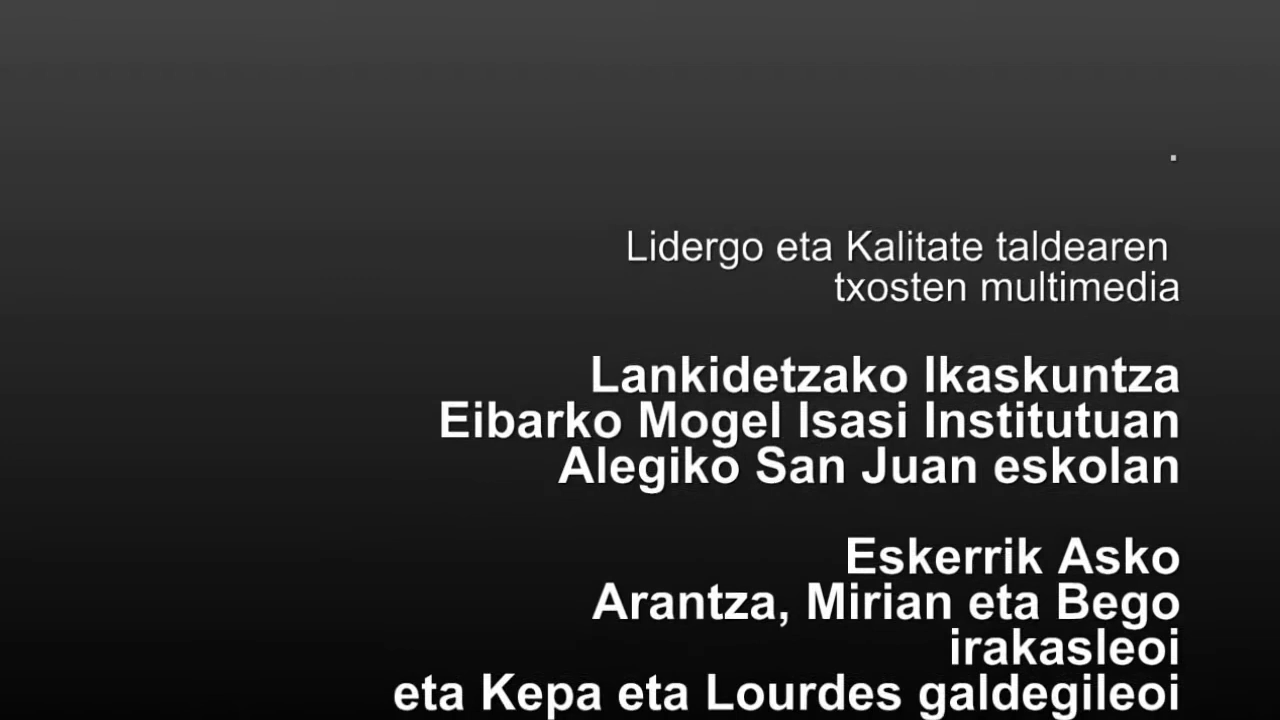 .
Lidergo eta Kalitate taldearen
txosten multimedia
Lankidetzako Ikaskuntza
Eibarko Mogel Isasi Institutuan
Alegiko San Juan eskolan
Eskerrik Asko
Arantza, Mirian eta Bego
irakasleoi
eta Kepa eta Lourdes galdegileoi